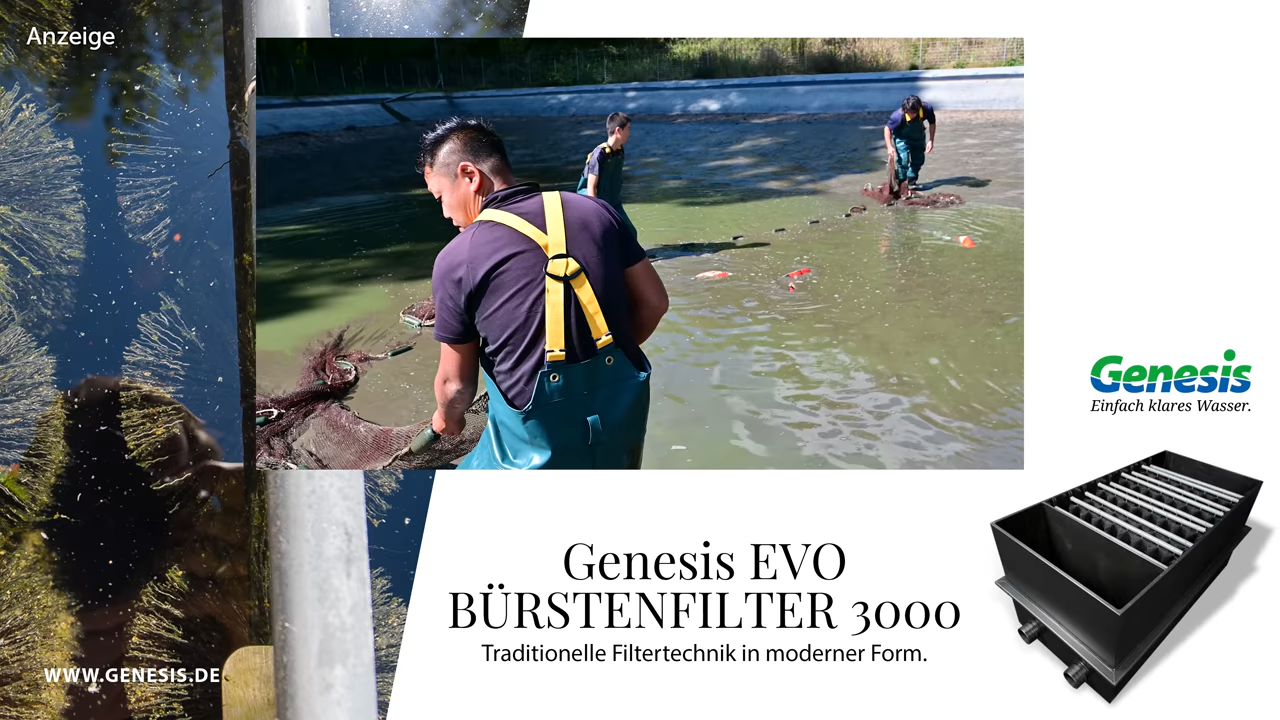 Anzeige
Genesis
Einfach klares Wasser.
Genesis EVO
BÜRSTENFILTER 3000
Traditionelle Filtertechnik in moderner Form.
WWW.GENESIS.DE